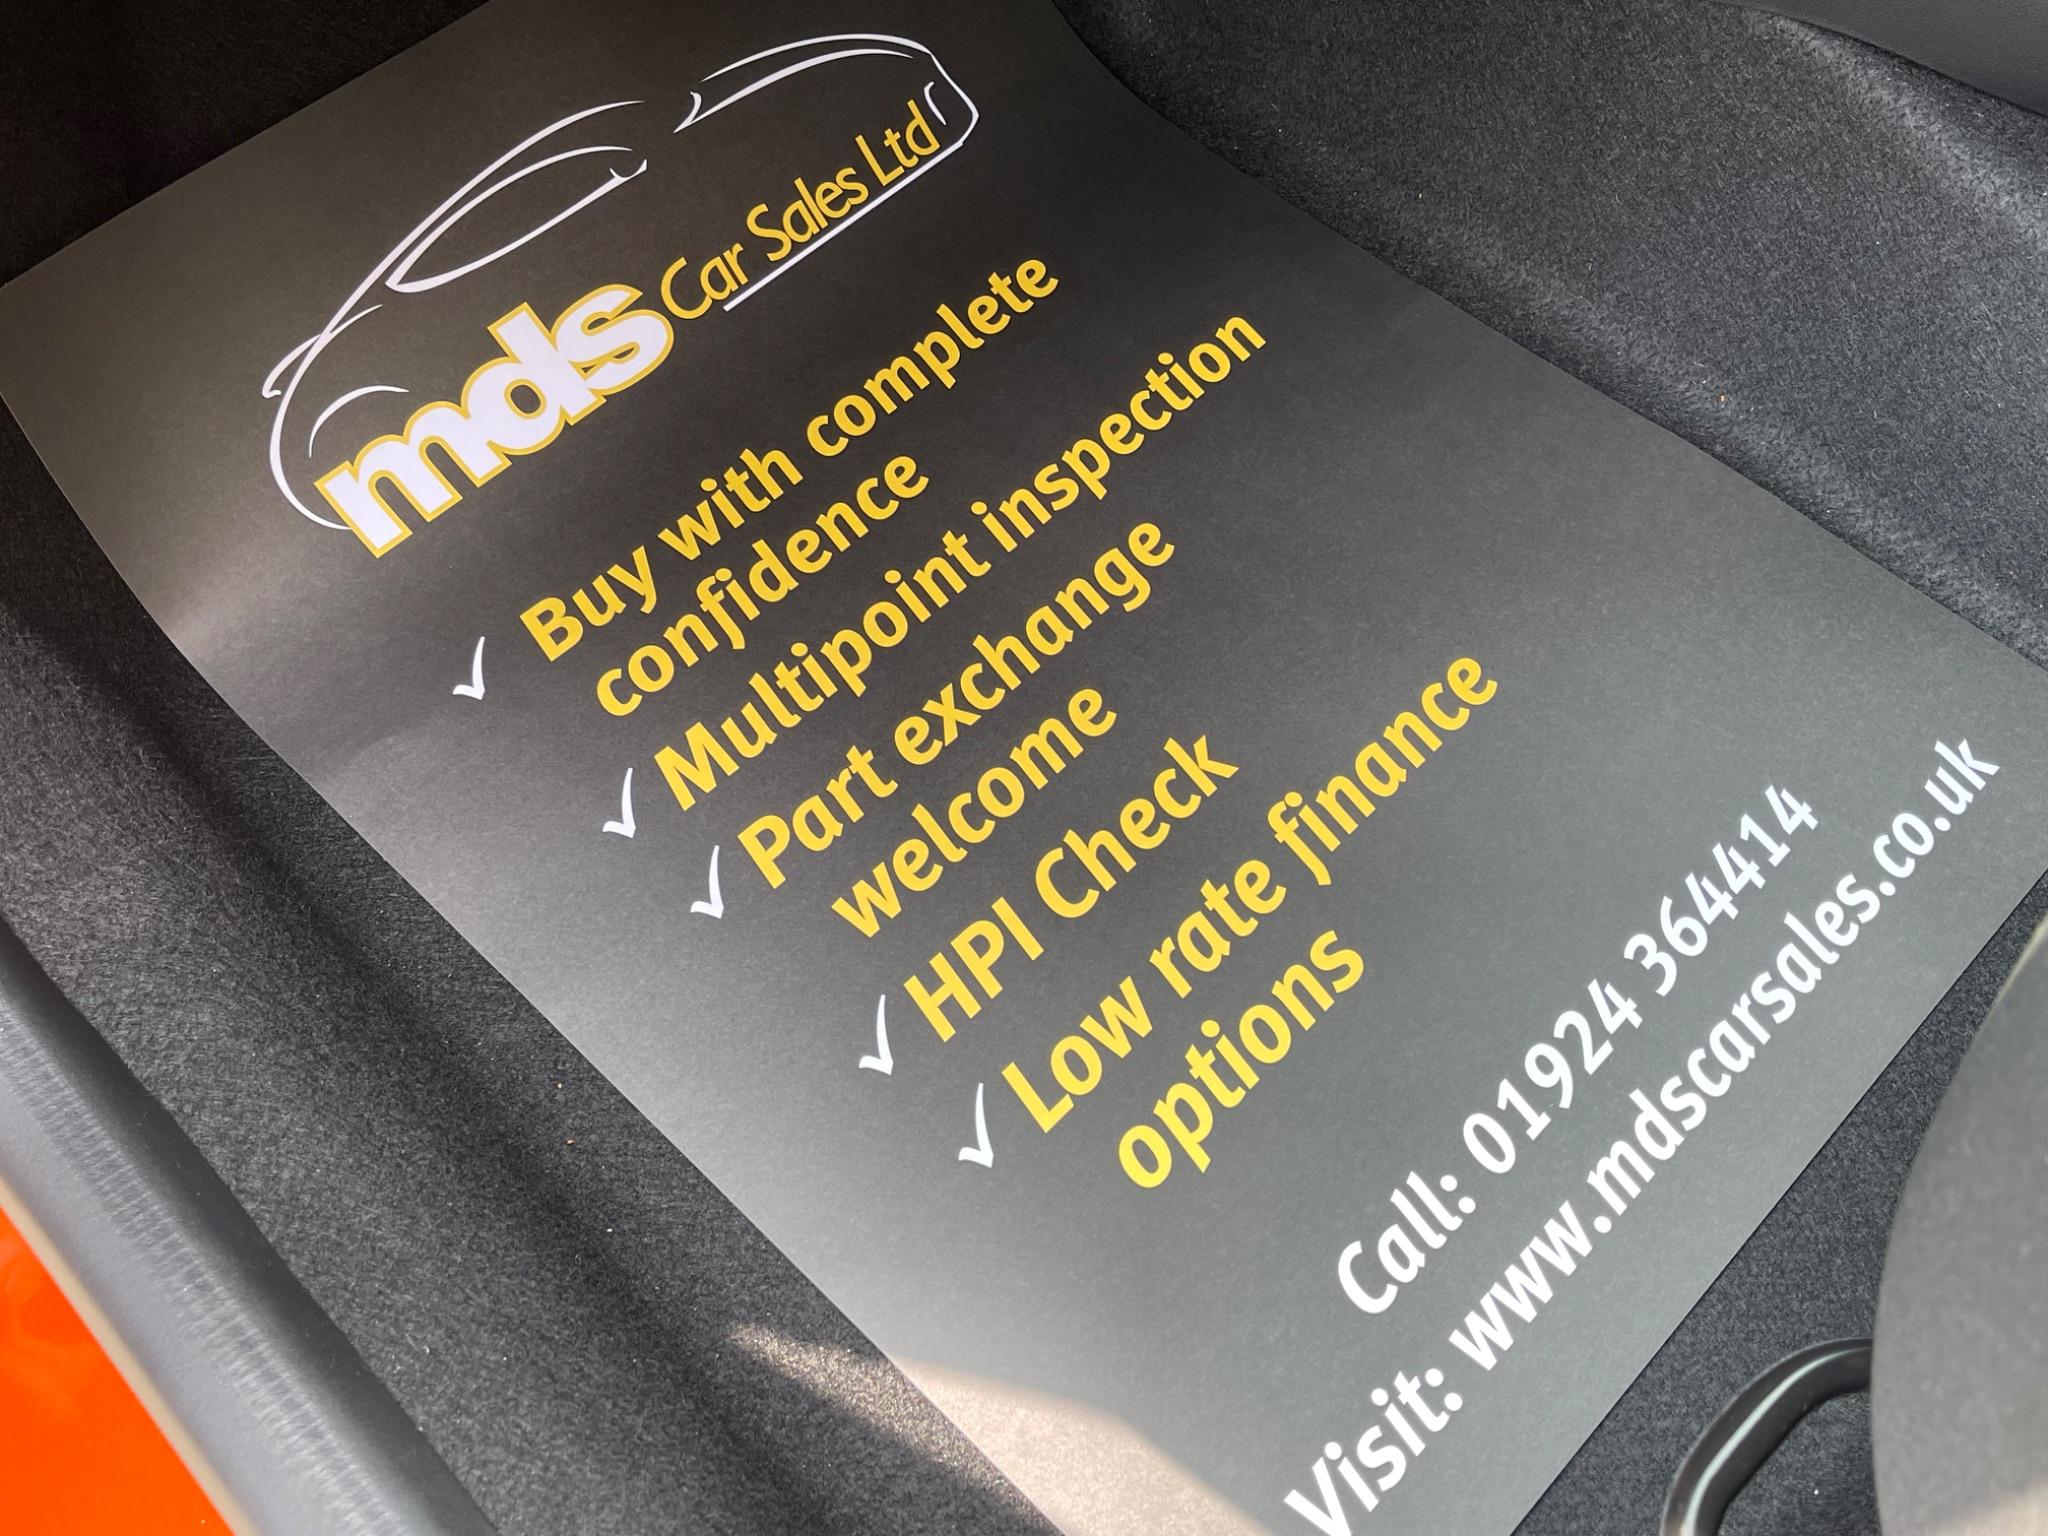 mds Car Sales Ltd
✓ Buy with complete
confidence
✓ Multipoint inspection
✓ Part exchange
welcome
✓ HPI Check
✓ Low rate finance
options
Call: 01924 364414
Visit: www.mdscarsales.co.uk